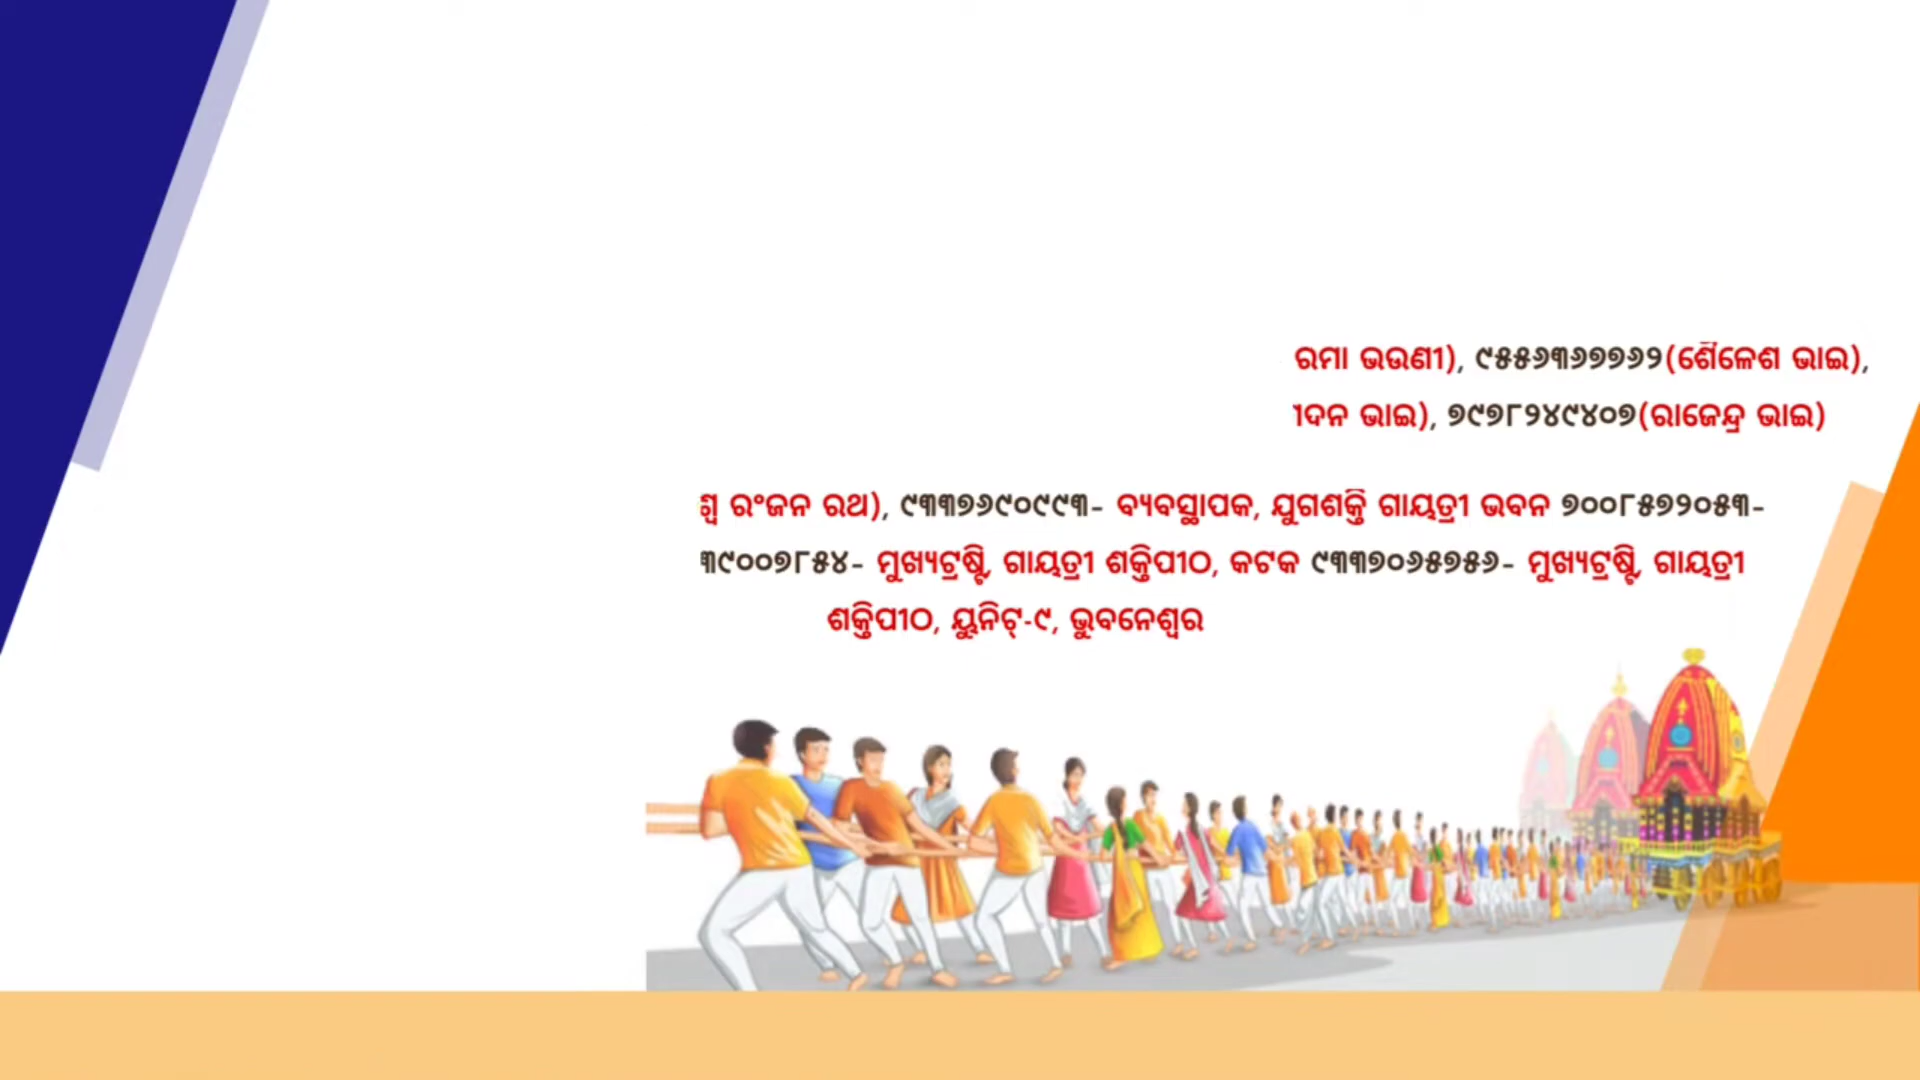 ରମା ଭଉଣୀ), ୯୫୫୬୩୬୭୭୬୨(ଶୈଳେଶ ଭାଇ),
ଦନ ଭାଇ), ୭୯୭୮୨୪୯୪୦୭(ରାଜେନ୍ଦ୍ର ଭାଇ)
ଶ୍ୱ ରଂଜନ ରଥ), ୯୩୩୭୬୯୦୯୯୩- ବ୍ୟବସ୍ଥାପକ, ଯୁଗଶକ୍ତି ଗାୟତ୍ରୀ ଭବନ ୭୦୦୮୫୭୨୦୫୩-
୩୯୦୦୭୮୫୪- ମୁଖ୍ୟଟ୍ରଷ୍ଟି, ଗାୟତ୍ରୀ ଶକ୍ତିପୀଠ, କଟକ ୯୩୩୭୦୬୫୭୫୬- ମୁଖ୍ୟଟ୍ରଷ୍ଟି, ଗାୟତ୍ରୀ
ଶକ୍ତିପୀଠ, ୟୁନିଟ୍-୯, ଭୁବନେଶ୍ୱର